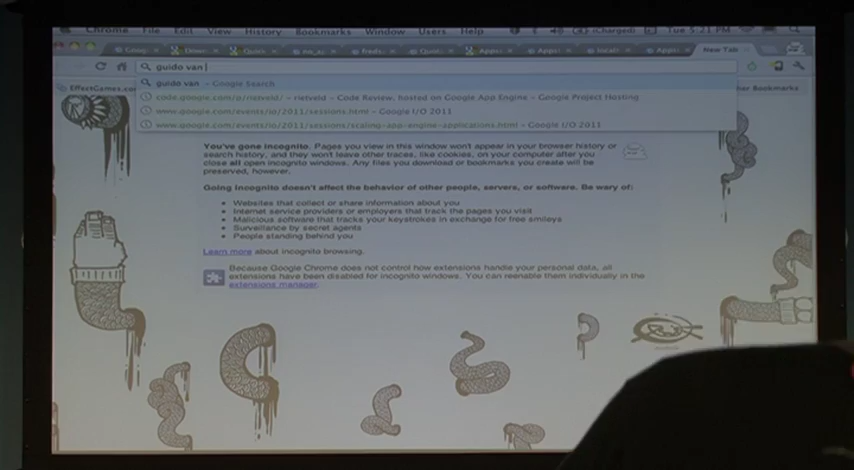 Chrome File Edit View History Bookmarks Window Users Help (iCharged) Tue 5:21 PM
New Tab
guido van
EffectGames.co
guido van – Google Search
code.google.com/p/rietveld/ – rietveld – Code Review, hosted on Google App Engine – Google Project Hosting
www.google.com/events/io/2011/sessions.html – Google I/O 2011
www.google.com/events/io/2011/sessions/scaling-app-engine-applications.html – Google I/O 2011
her Bookmarks
You've gone incognito. Pages you view in this window won't appear in your browser history or
search history, and they won't leave other traces, like cookies, on your computer after you
close all open incognito windows. Any files you download or bookmarks you create will be
preserved, however.
Going incognito doesn't affect the behavior of other people, servers, or software. Be wary of:
Websites that collect or share information about you
Internet service providers or employers that track the pages you visit
Malicious software that tracks your keystrokes in exchange for free smileys
Surveillance by secret agents
People standing behind you
Learn more about incognito browsing.
Because Google Chrome does not control how extensions handle your personal data, all
extensions have been disabled for incognito windows. You can reenable them individually in the
extensions manager.